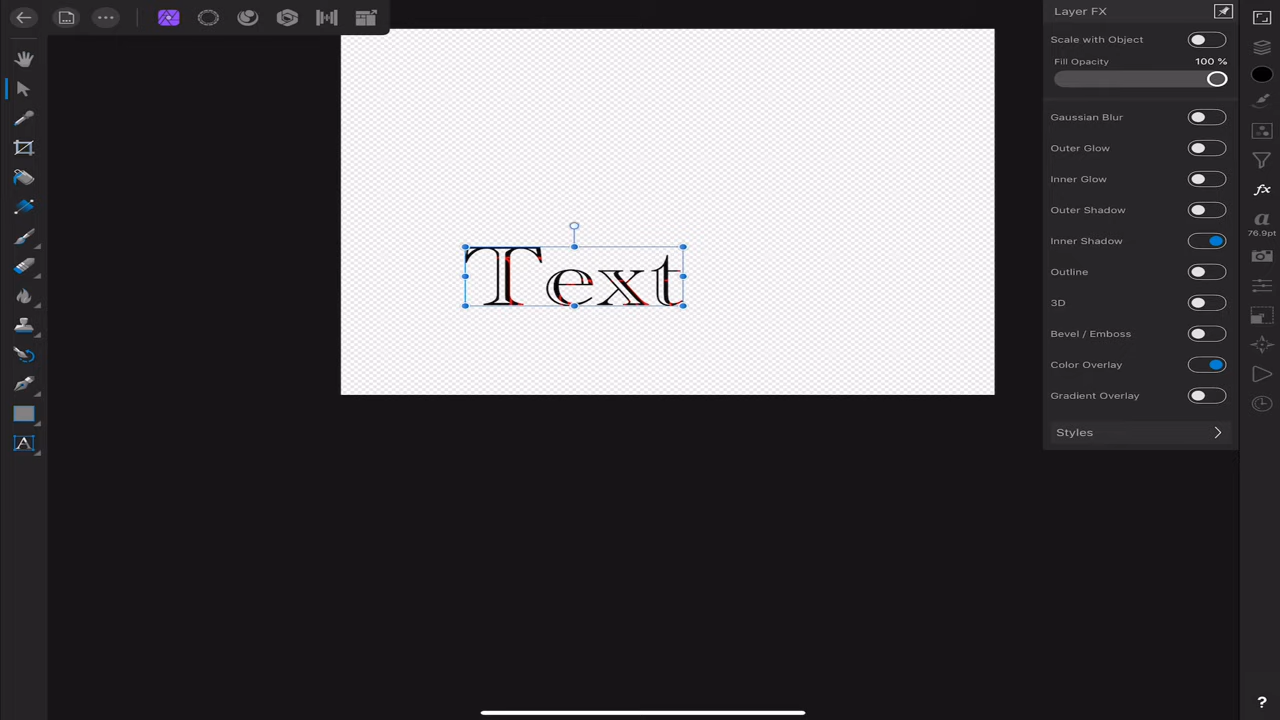 Layer FX
Scale with Object
Fill Opacity 100 %
Gaussian Blur
Outer Glow
Inner Glow
Outer Shadow
Inner Shadow
Outline
3D
Bevel / Emboss
Color Overlay
Gradient Overlay
Styles
Text
fx
a
76.9pt
A
?